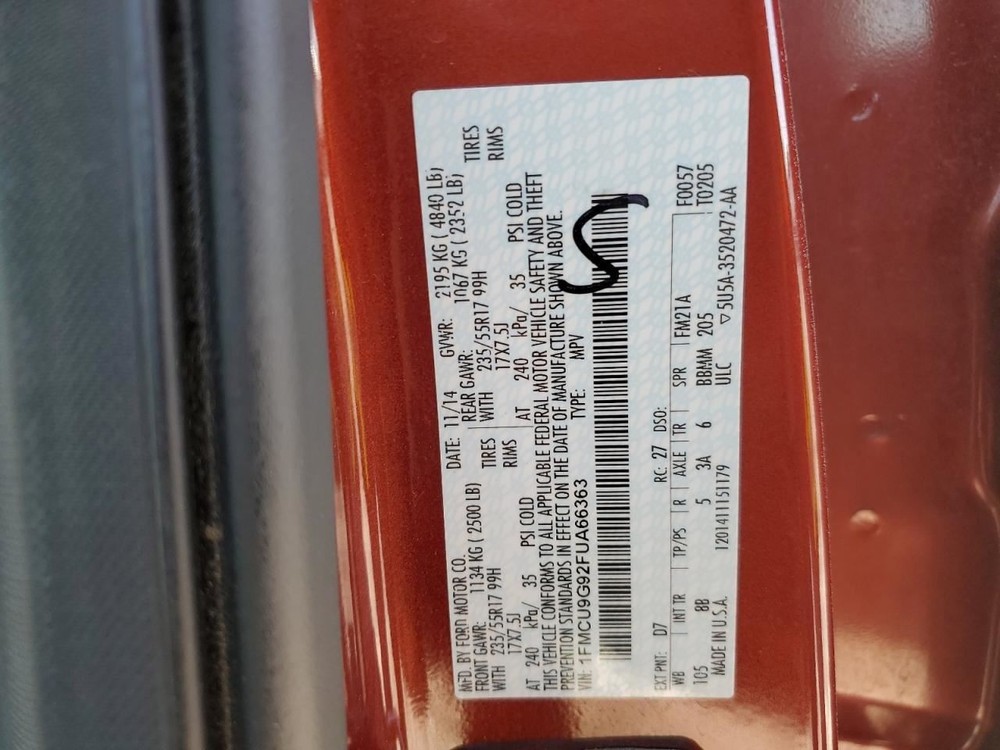 MFD. BY FORD MOTOR CO.
DATE: 11/14 GVWR: 2195 KG ( 4840 LB)
FRONT GAWR: 1134 KG ( 2500 LB) REAR GAWR: 1067 KG ( 2352 LB)
WITH 235/55R17 99H TIRES WITH 235/55R17 99H TIRES
17X7.5J RIMS 17X7.5J RIMS
AT 240 kPa/ 35 PSI COLD AT 240 kPa/ 35 PSI COLD
THIS VEHICLE CONFORMS TO ALL APPLICABLE FEDERAL MOTOR VEHICLE SAFETY AND THEFT
PREVENTION STANDARDS IN EFFECT ON THE DATE OF MANUFACTURE SHOWN ABOVE.
VIN: 1FMCU9G92FUA66363 TYPE: MPV
EXT PNT: D7 RC: 27 DSO: F0057
WB | INT TR | TP/PS | R | AXLE | TR | SPR | FM21A T0205
105 8B 5 3A 6 BBMM 205
MADE IN U.S.A. 1201411151179 ULC ▽5U5A-3520472-AA